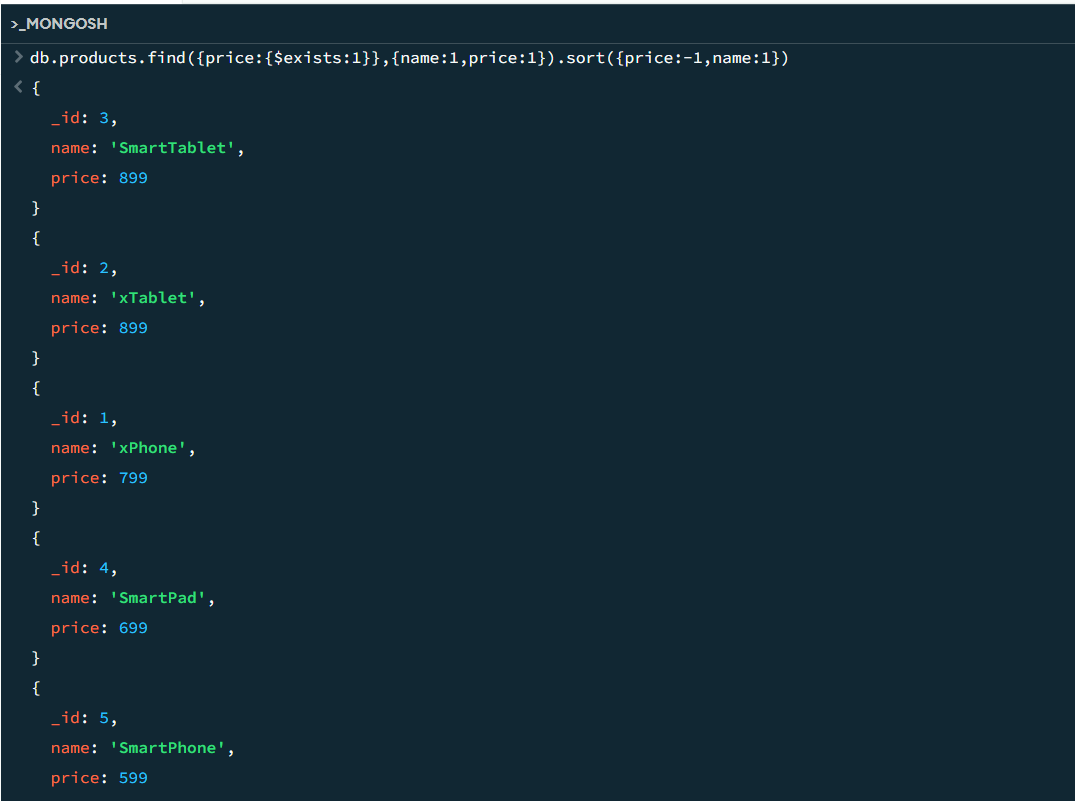 >_MONGOSH
> db.products.find({price:{$exists:1}},{name:1,price:1}).sort({price:-1,name:1})
< {
_id: 3,
name: 'SmartTablet',
price: 899
}
{
_id: 2,
name: 'xTablet',
price: 899
}
{
_id: 1,
name: 'xPhone',
price: 799
}
{
_id: 4,
name: 'SmartPad',
price: 699
}
{
_id: 5,
name: 'SmartPhone',
price: 599